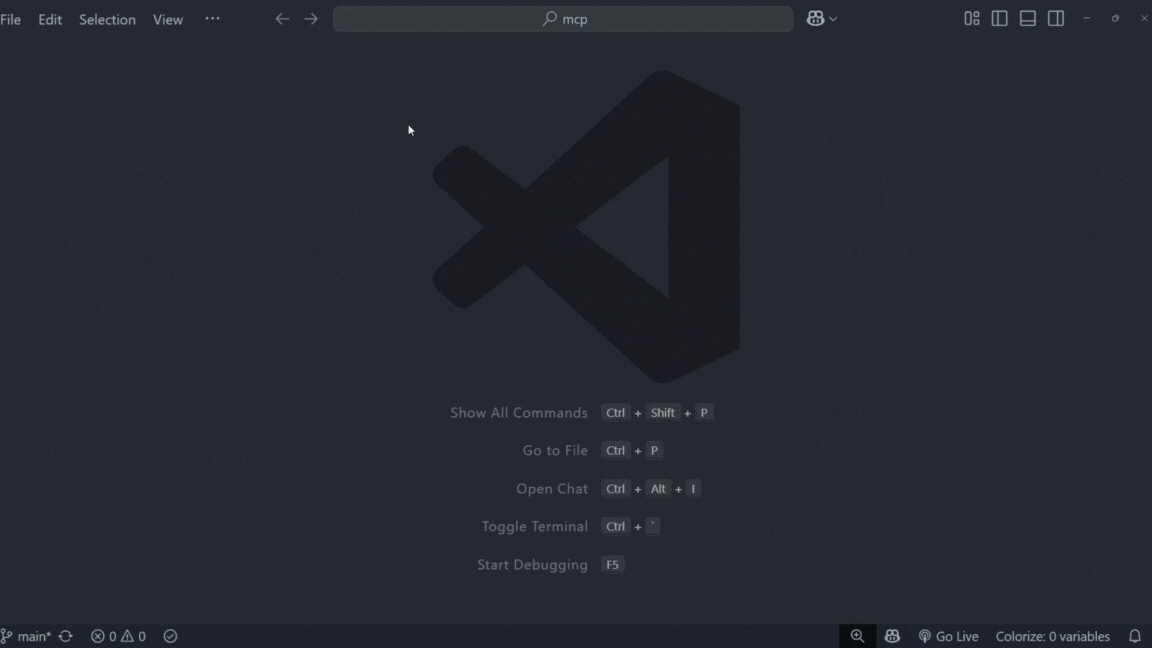 File Edit Selection View ···
mcp
Show All Commands Ctrl + Shift + P
Go to File Ctrl + P
Open Chat Ctrl + Alt + I
Toggle Terminal Ctrl + `
Start Debugging F5
main* 0 0 Go Live Colorize: 0 variables